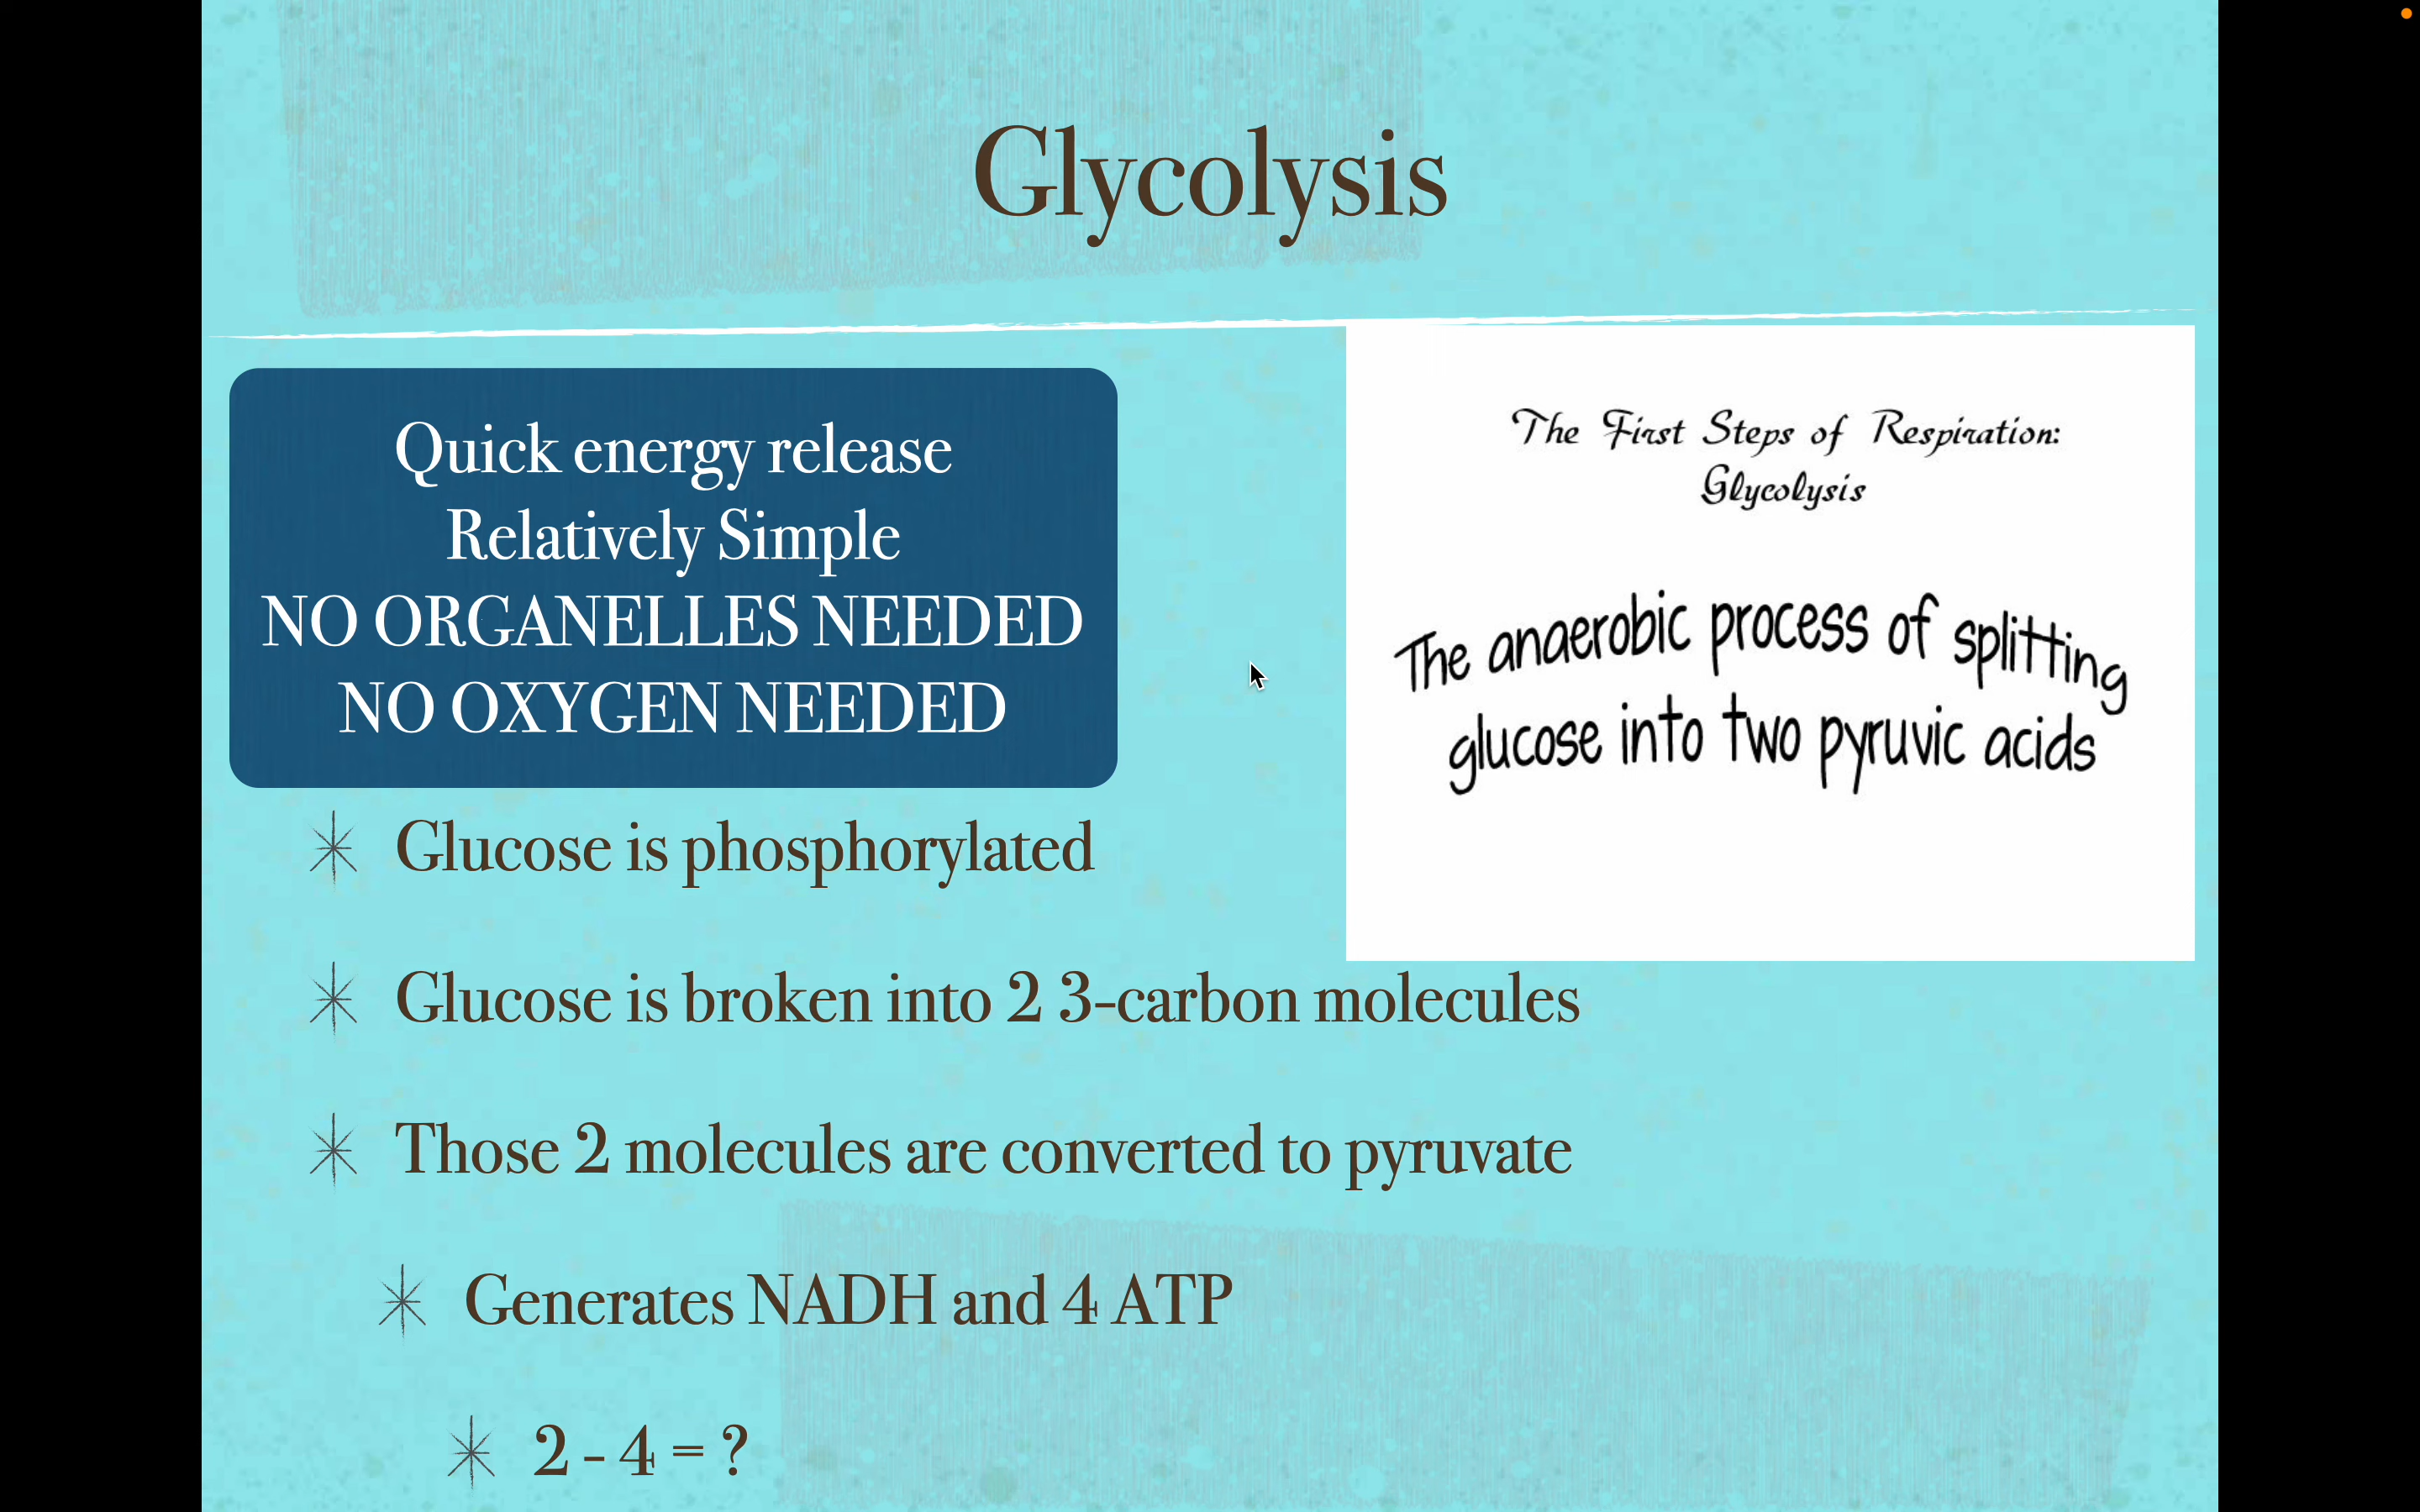 Glycolysis
Quick energy release
Relatively Simple
NO ORGANELLES NEEDED
NO OXYGEN NEEDED
The First Steps of Respiration:
Glycolysis
The anaerobic process of splitting
glucose into two pyruvic acids
Glucose is phosphorylated
Glucose is broken into 2 3-carbon molecules
Those 2 molecules are converted to pyruvate
Generates NADH and 4 ATP
2 - 4 = ?